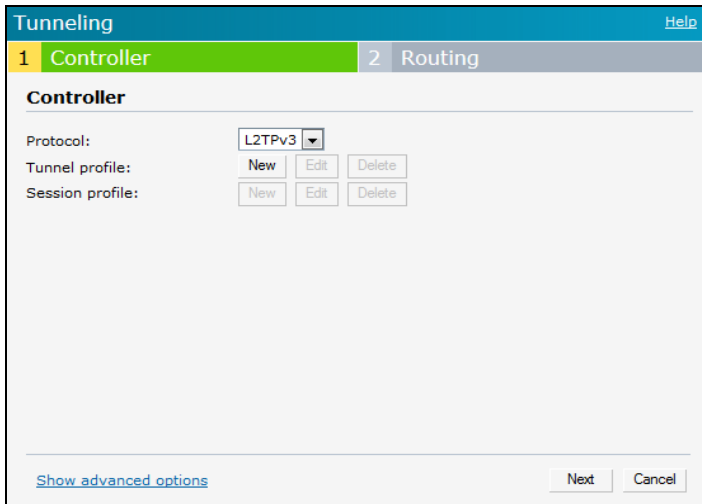 Tunneling Help
1 Controller 2 Routing
Controller
Protocol: L2TPv3
Tunnel profile: New Edit Delete
Session profile: New Edit Delete
Show advanced options Next Cancel